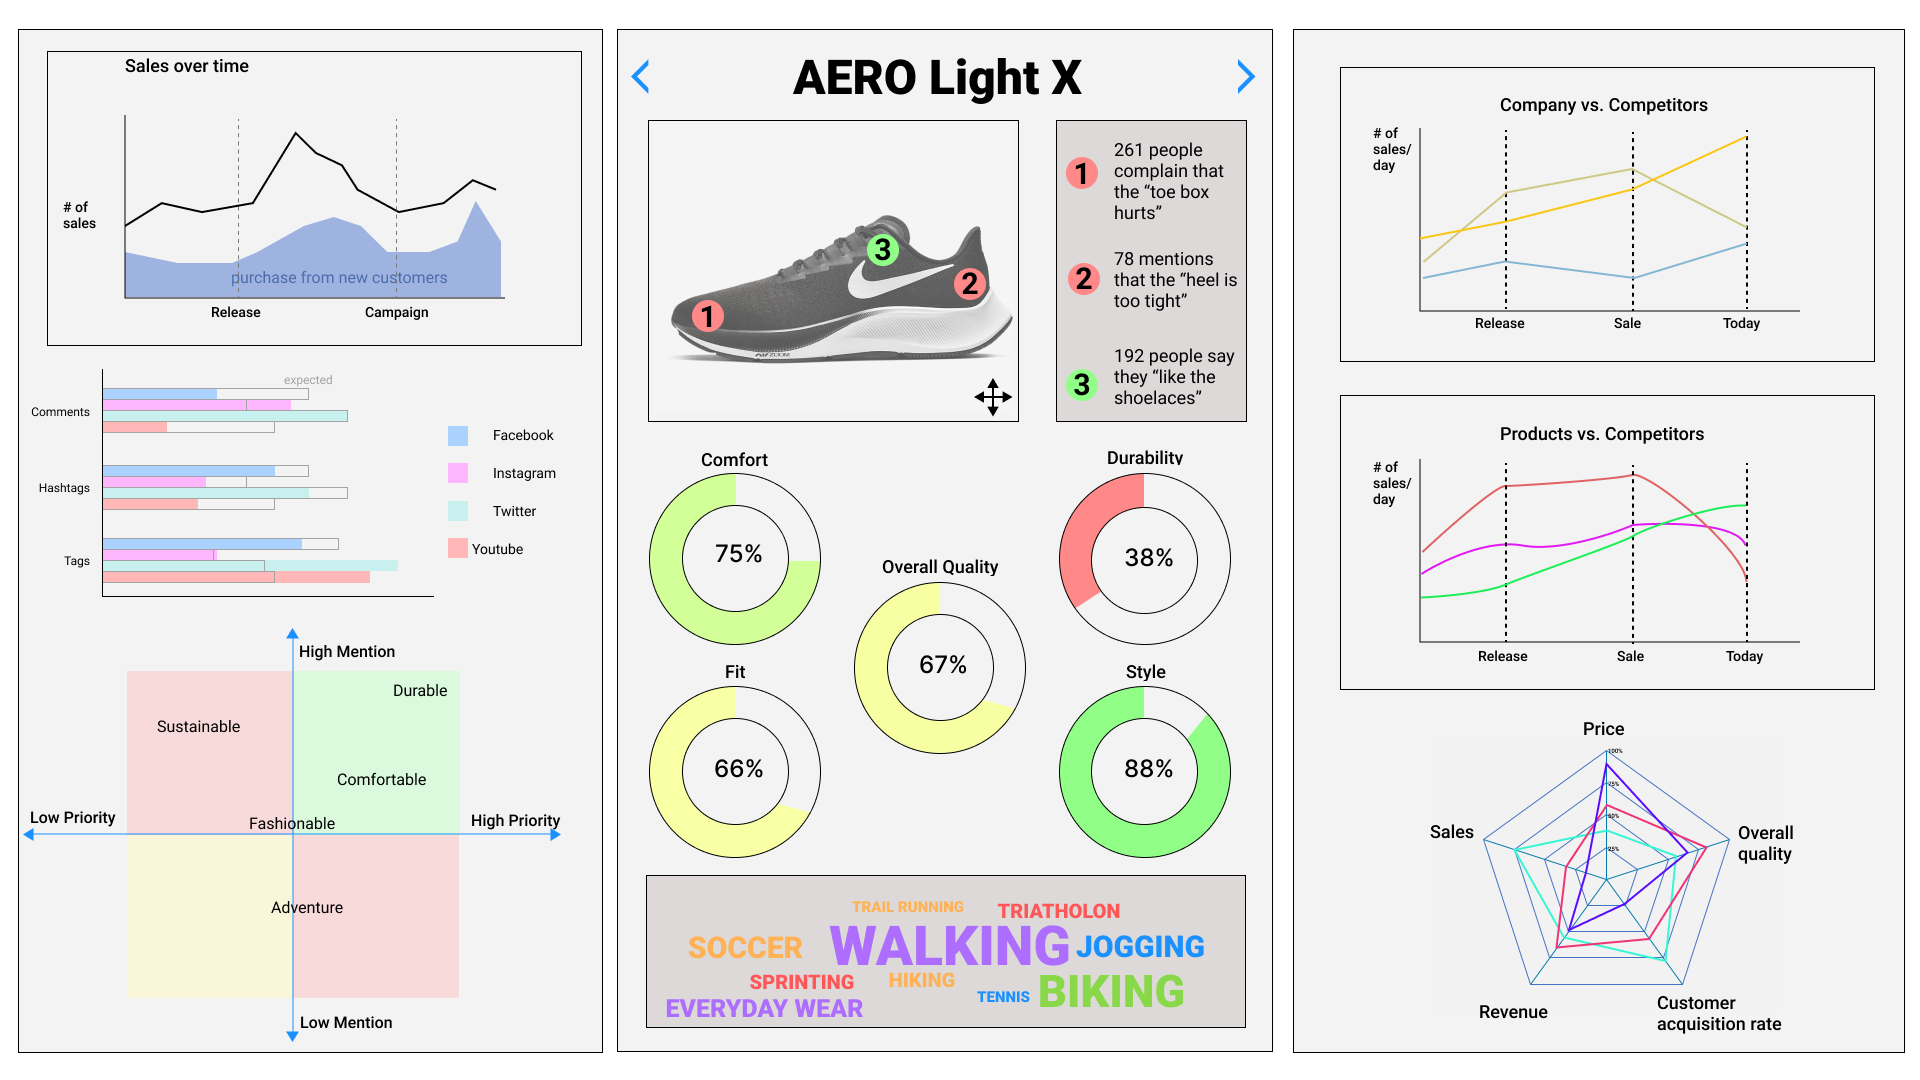 Sales over time
# of
sales
purchase from new customers
Release
Campaign
expected
Comments
Hashtags
Tags
Facebook
Instagram
Twitter
Youtube
High Mention
Durable
Sustainable
Comfortable
Low Priority
Fashionable
High Priority
Adventure
Low Mention
AERO Light X
1
2
3
ZOOM
1
261 people
complain that
the “toe box
hurts”
2
78 mentions
that the “heel is
too tight”
3
192 people say
they “like the
shoelaces”
Comfort
75%
Durability
38%
Overall Quality
67%
Fit
66%
Style
88%
TRAIL RUNNING
TRIATHOLON
SOCCER
WALKING
JOGGING
SPRINTING
HIKING
TENNIS
BIKING
EVERYDAY WEAR
Company vs. Competitors
# of
sales/
day
Release
Sale
Today
Products vs. Competitors
# of
sales/
day
Release
Sale
Today
Price
100%
75%
50%
25%
Sales
Overall
quality
Revenue
Customer
acquisition rate